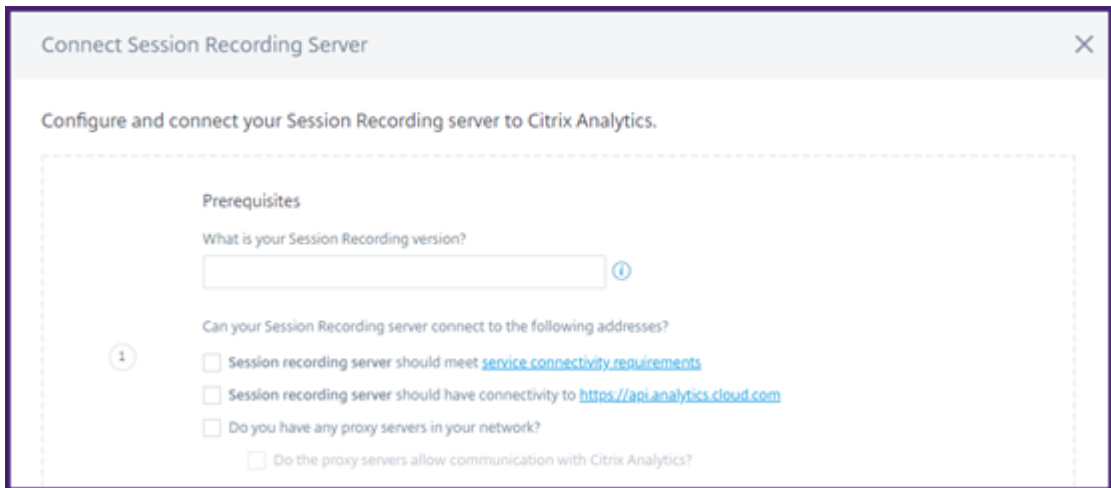 Connect Session Recording Server
Configure and connect your Session Recording server to Citrix Analytics.
Prerequisites
What is your Session Recording version?
i
Can your Session Recording server connect to the following addresses?
1
Session recording server should meet service connectivity requirements
Session recording server should have connectivity to https://api.analytics.cloud.com
Do you have any proxy servers in your network?
Do the proxy servers allow communication with Citrix Analytics?